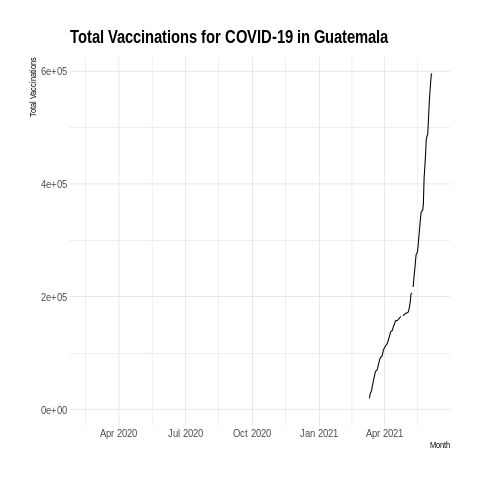 Total Vaccinations for COVID-19 in Guatemala
Total Vaccinations
6e+05
4e+05
2e+05
0e+00
Apr 2020 Jul 2020 Oct 2020 Jan 2021 Apr 2021
Month